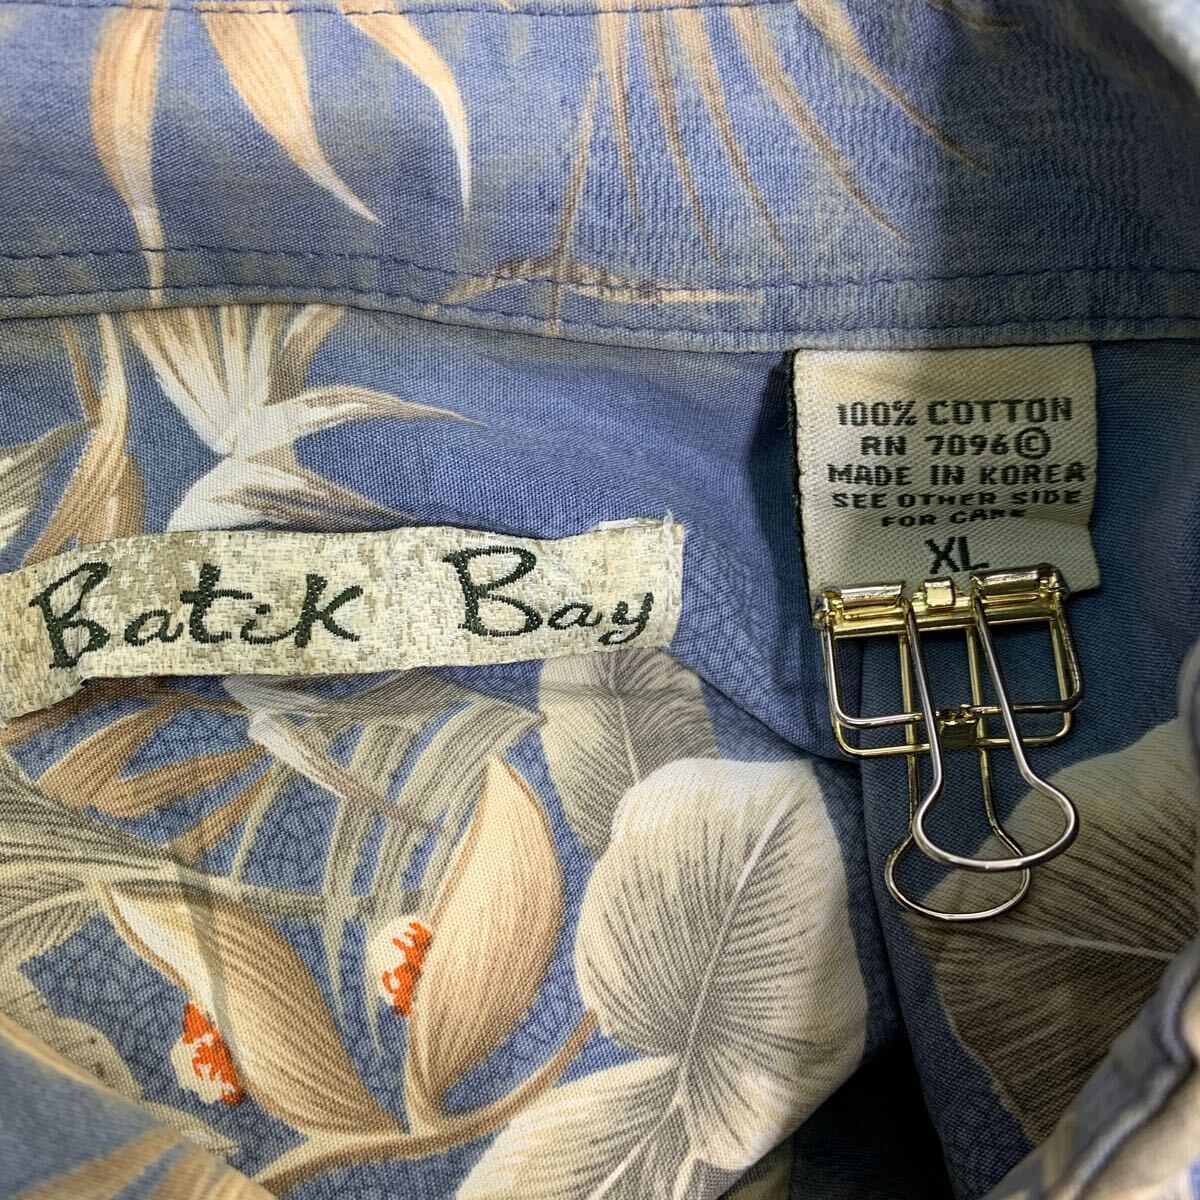 Batik Bay
100% COTTON
RN 7096©
MADE IN KOREA
SEE OTHER SIDE
FOR CARE
XL